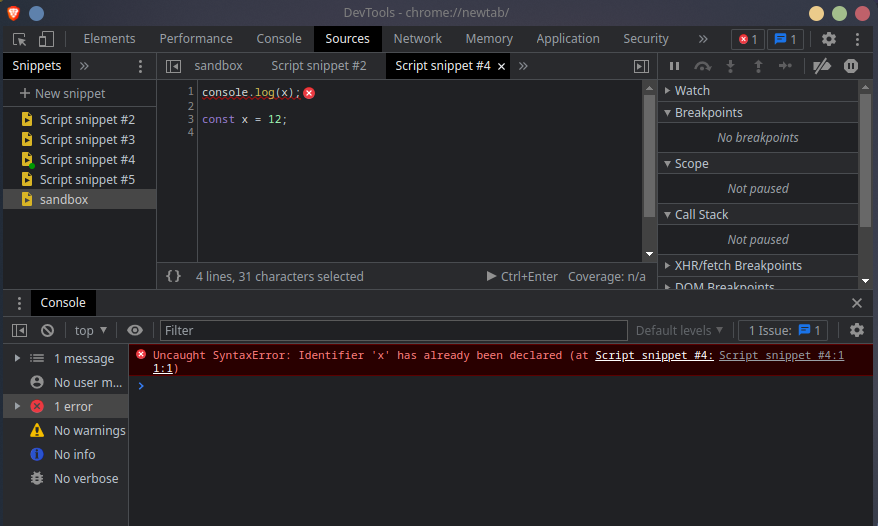 DevTools - chrome://newtab/
Elements Performance Console Sources Network Memory Application Security » 1 1
Snippets »
sandbox Script snippet #2 Script snippet #4 × »
+ New snippet
Script snippet #2
Script snippet #3
Script snippet #4
Script snippet #5
sandbox
1 console.log(x);
2
3 const x = 12;
4
{} 4 lines, 31 characters selected Ctrl+Enter Coverage: n/a
Watch
Breakpoints
No breakpoints
Scope
Not paused
Call Stack
Not paused
XHR/fetch Breakpoints
DOM Breakpoints
Console
top Filter Default levels 1 Issue: 1
1 message
No user m...
1 error
No warnings
No info
No verbose
Uncaught SyntaxError: Identifier 'x' has already been declared (at Script snippet #4: Script snippet #4:1
1:1)